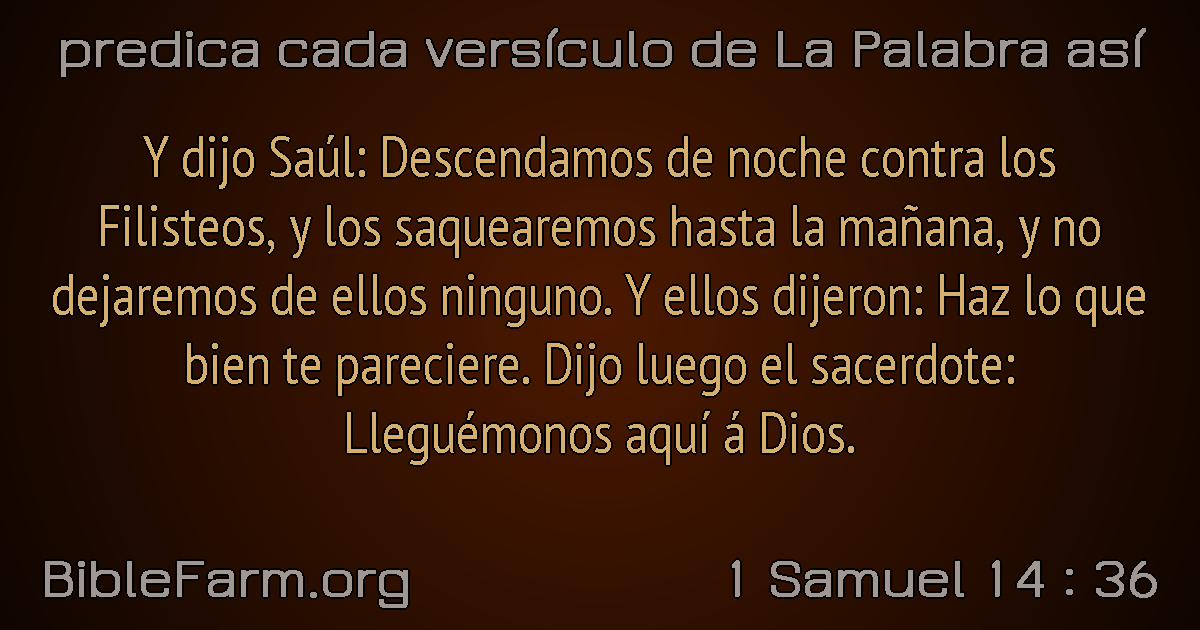 predica cada versículo de La Palabra así
Y dijo Saúl: Descendamos de noche contra los
Filisteos, y los saquearemos hasta la mañana, y no
dejaremos de ellos ninguno. Y ellos dijeron: Haz lo que
bien te pareciere. Dijo luego el sacerdote:
Lleguémonos aquí á Dios.
BibleFarm.org
1 Samuel 14 : 36